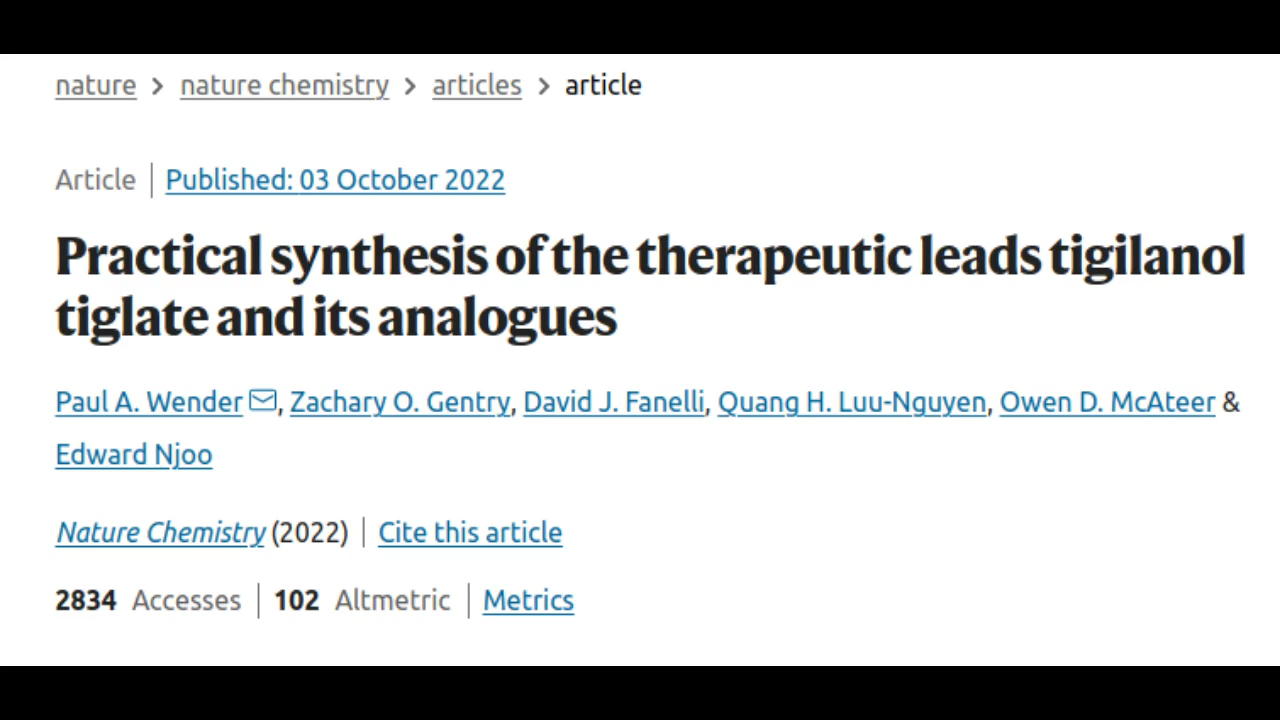 nature > nature chemistry > articles > article
Article | Published: 03 October 2022
Practical synthesis of the therapeutic leads tigilanol
tiglate and its analogues
Paul A. Wender, Zachary O. Gentry, David J. Fanelli, Quang H. Luu-Nguyen, Owen D. McAteer &
Edward Njoo
Nature Chemistry (2022) | Cite this article
2834 Accesses | 102 Altmetric | Metrics